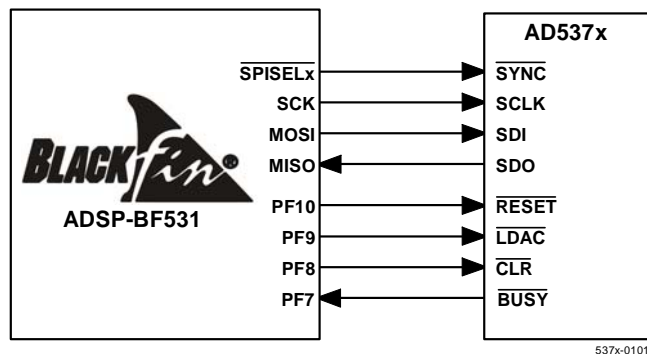 AD537x
SPISELx SYNC
SCK SCLK
MOSI SDI
MISO SDO
BLACKfin®
ADSP-BF531
PF10 RESET
PF9 LDAC
PF8 CLR
PF7 BUSY
537x-0101